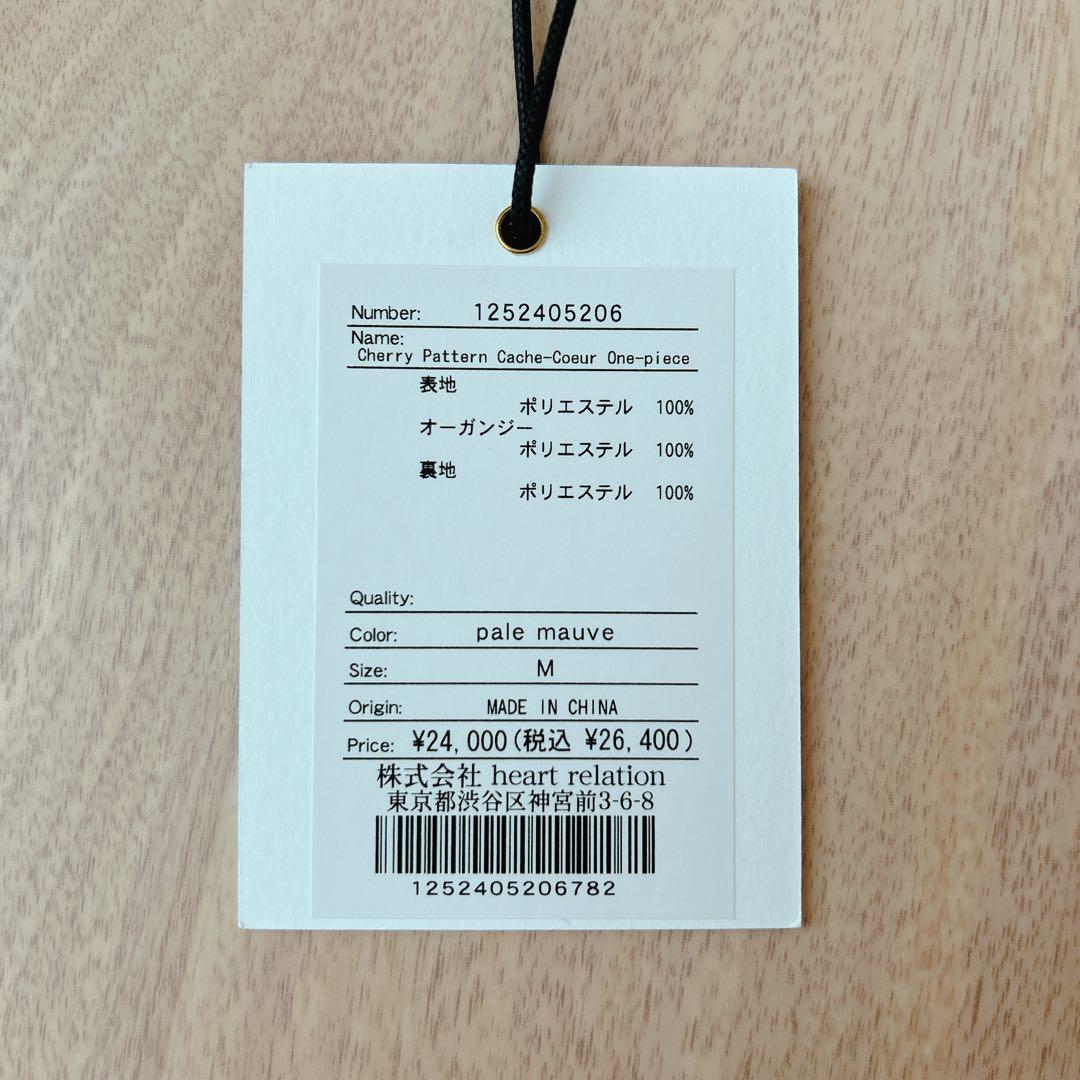 Number: 1252405206
Name:
Cherry Pattern Cache-Coeur One-piece
表地
ポリエステル 100%
オーガンジー
ポリエステル 100%
裏地
ポリエステル 100%
Quality:
Color: pale mauve
Size: M
Origin: MADE IN CHINA
Price: ¥24,000(税込 ¥26,400)
株式会社 heart relation
東京都渋谷区神宮前3-6-8
1252405206782